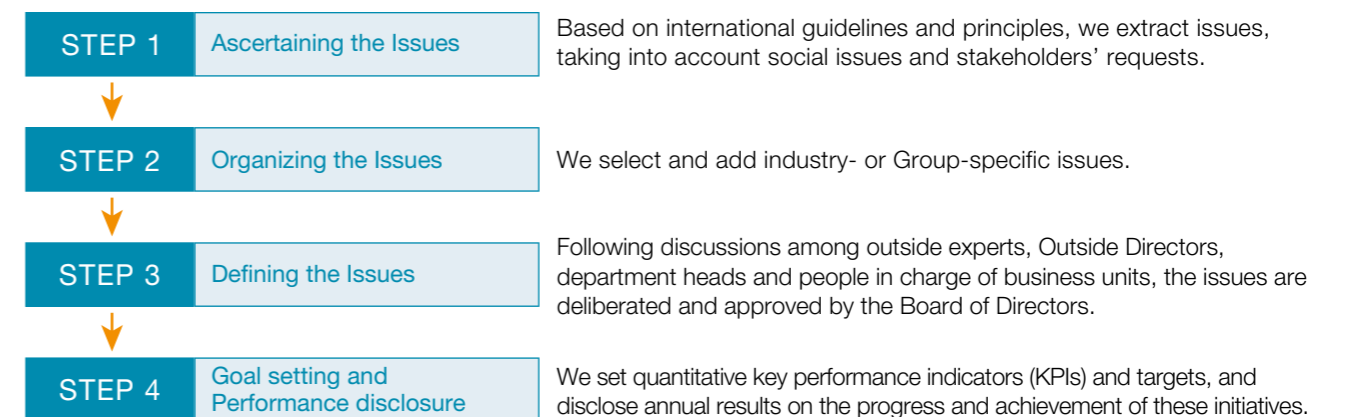 STEP 1
Ascertaining the Issues
Based on international guidelines and principles, we extract issues,
taking into account social issues and stakeholders’ requests.
STEP 2
Organizing the Issues
We select and add industry- or Group-specific issues.
STEP 3
Defining the Issues
Following discussions among outside experts, Outside Directors,
department heads and people in charge of business units, the issues are
deliberated and approved by the Board of Directors.
STEP 4
Goal setting and
Performance disclosure
We set quantitative key performance indicators (KPIs) and targets, and
disclose annual results on the progress and achievement of these initiatives.